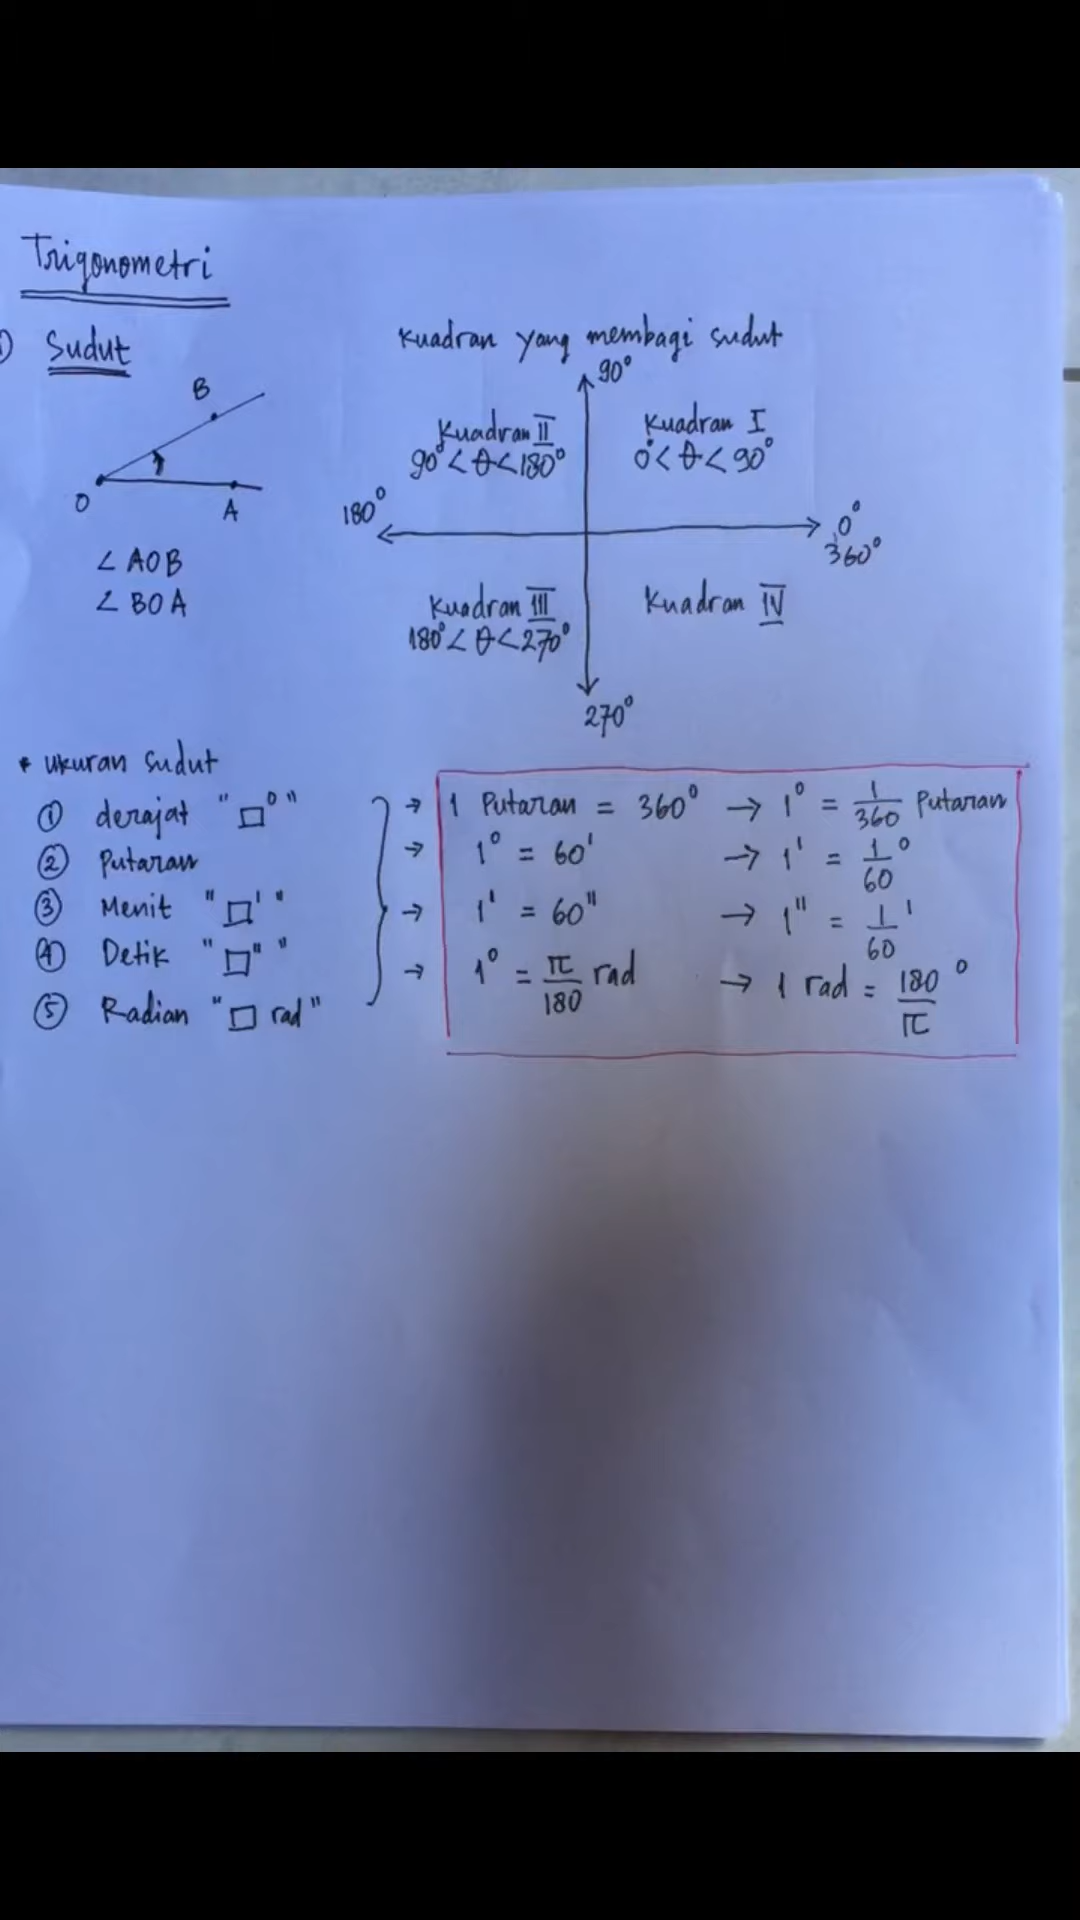 Trigonometri
Sudut
B
O
A
∠ AOB
∠ BOA
Kuadran yang membagi sudut
90°
Kuadran II
90° < θ < 180°
Kuadran I
0° < θ < 90°
180°
0°
360°
Kuadran III
180° < θ < 270°
Kuadran IV
270°
* ukuran sudut
① derajat "□°"
② Putaran
③ Menit "□'"
④ Detik "□""
⑤ Radian "□ rad"
→ 1 Putaran = 360° → 1° = 1/360 Putaran
→ 1° = 60' → 1' = 1/60°
→ 1' = 60" → 1" = 1/60'
→ 1° = π/180 rad → 1 rad = 180/π°